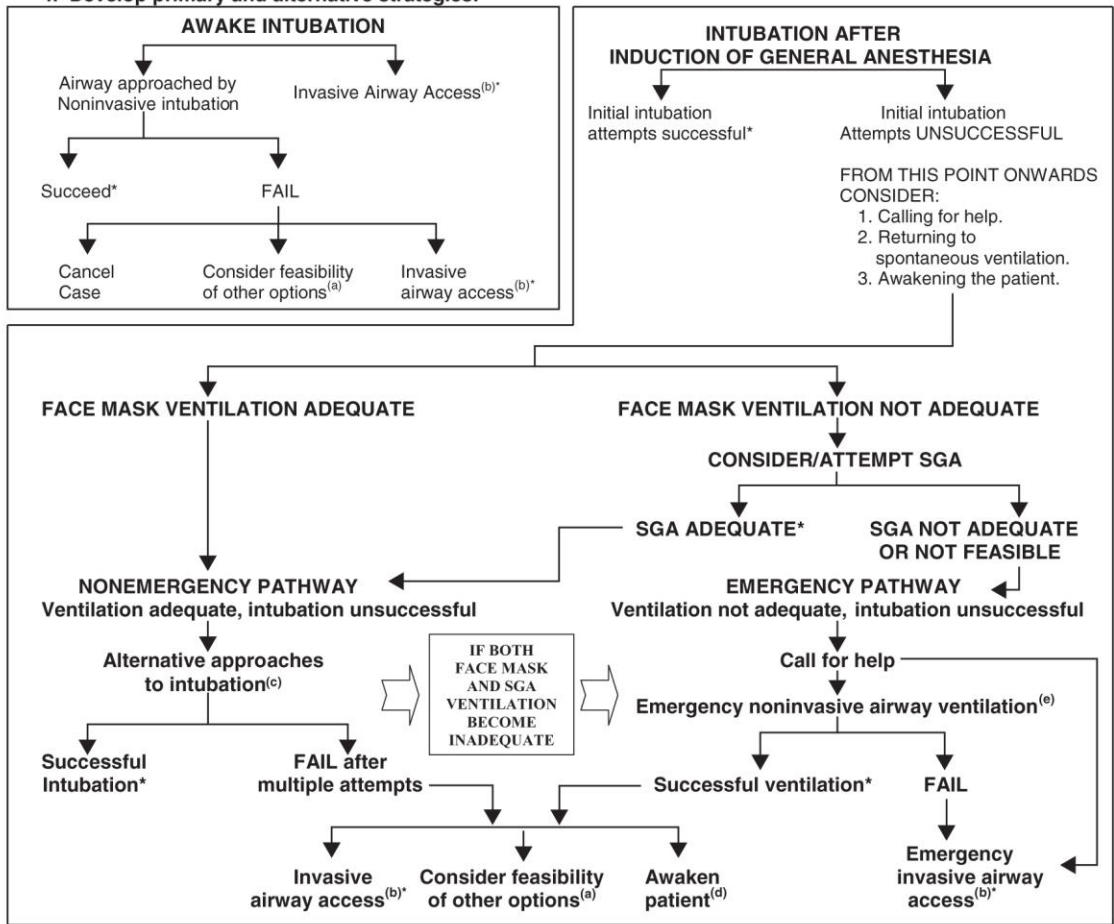 4. Develop primary and alternative strategies:
AWAKE INTUBATION
Airway approached by
Noninvasive intubation
Invasive Airway Access(b)*
Succeed*
FAIL
Cancel
Case
Consider feasibility
of other options(a)
Invasive
airway access(b)*
INTUBATION AFTER
INDUCTION OF GENERAL ANESTHESIA
Initial intubation
attempts successful*
Initial intubation
Attempts UNSUCCESSFUL
FROM THIS POINT ONWARDS
CONSIDER:
1. Calling for help.
2. Returning to
spontaneous ventilation.
3. Awakening the patient.
FACE MASK VENTILATION ADEQUATE
FACE MASK VENTILATION NOT ADEQUATE
CONSIDER/ATTEMPT SGA
SGA ADEQUATE*
SGA NOT ADEQUATE
OR NOT FEASIBLE
NONEMERGENCY PATHWAY
Ventilation adequate, intubation unsuccessful
EMERGENCY PATHWAY
Ventilation not adequate, intubation unsuccessful
Alternative approaches
to intubation(c)
IF BOTH
FACE MASK
AND SGA
VENTILATION
BECOME
INADEQUATE
Call for help
Emergency noninvasive airway ventilation(e)
Successful
Intubation*
FAIL after
multiple attempts
Successful ventilation*
FAIL
Invasive
airway access(b)*
Consider feasibility
of other options(a)
Awaken
patient(d)
Emergency
invasive airway
access(b)*